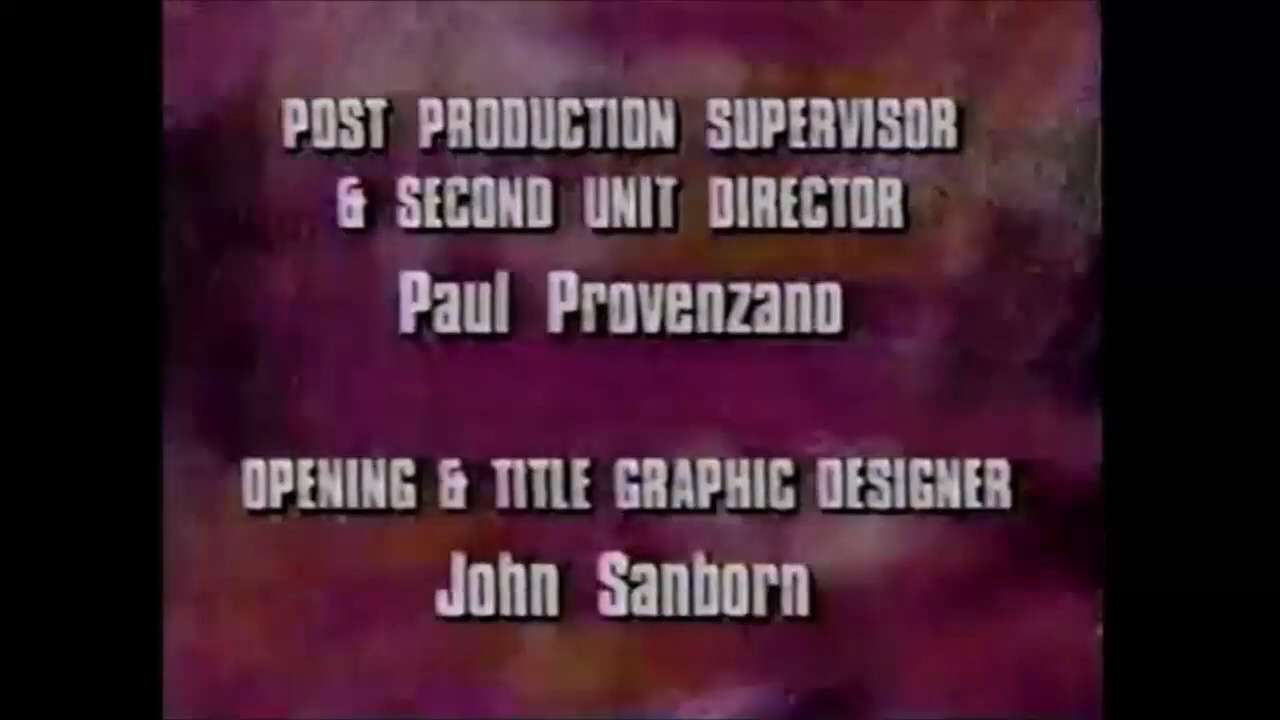 POST PRODUCTION SUPERVISOR
& SECOND UNIT DIRECTOR
Paul Provenzano
OPENING & TITLE GRAPHIC DESIGNER
John Sanborn